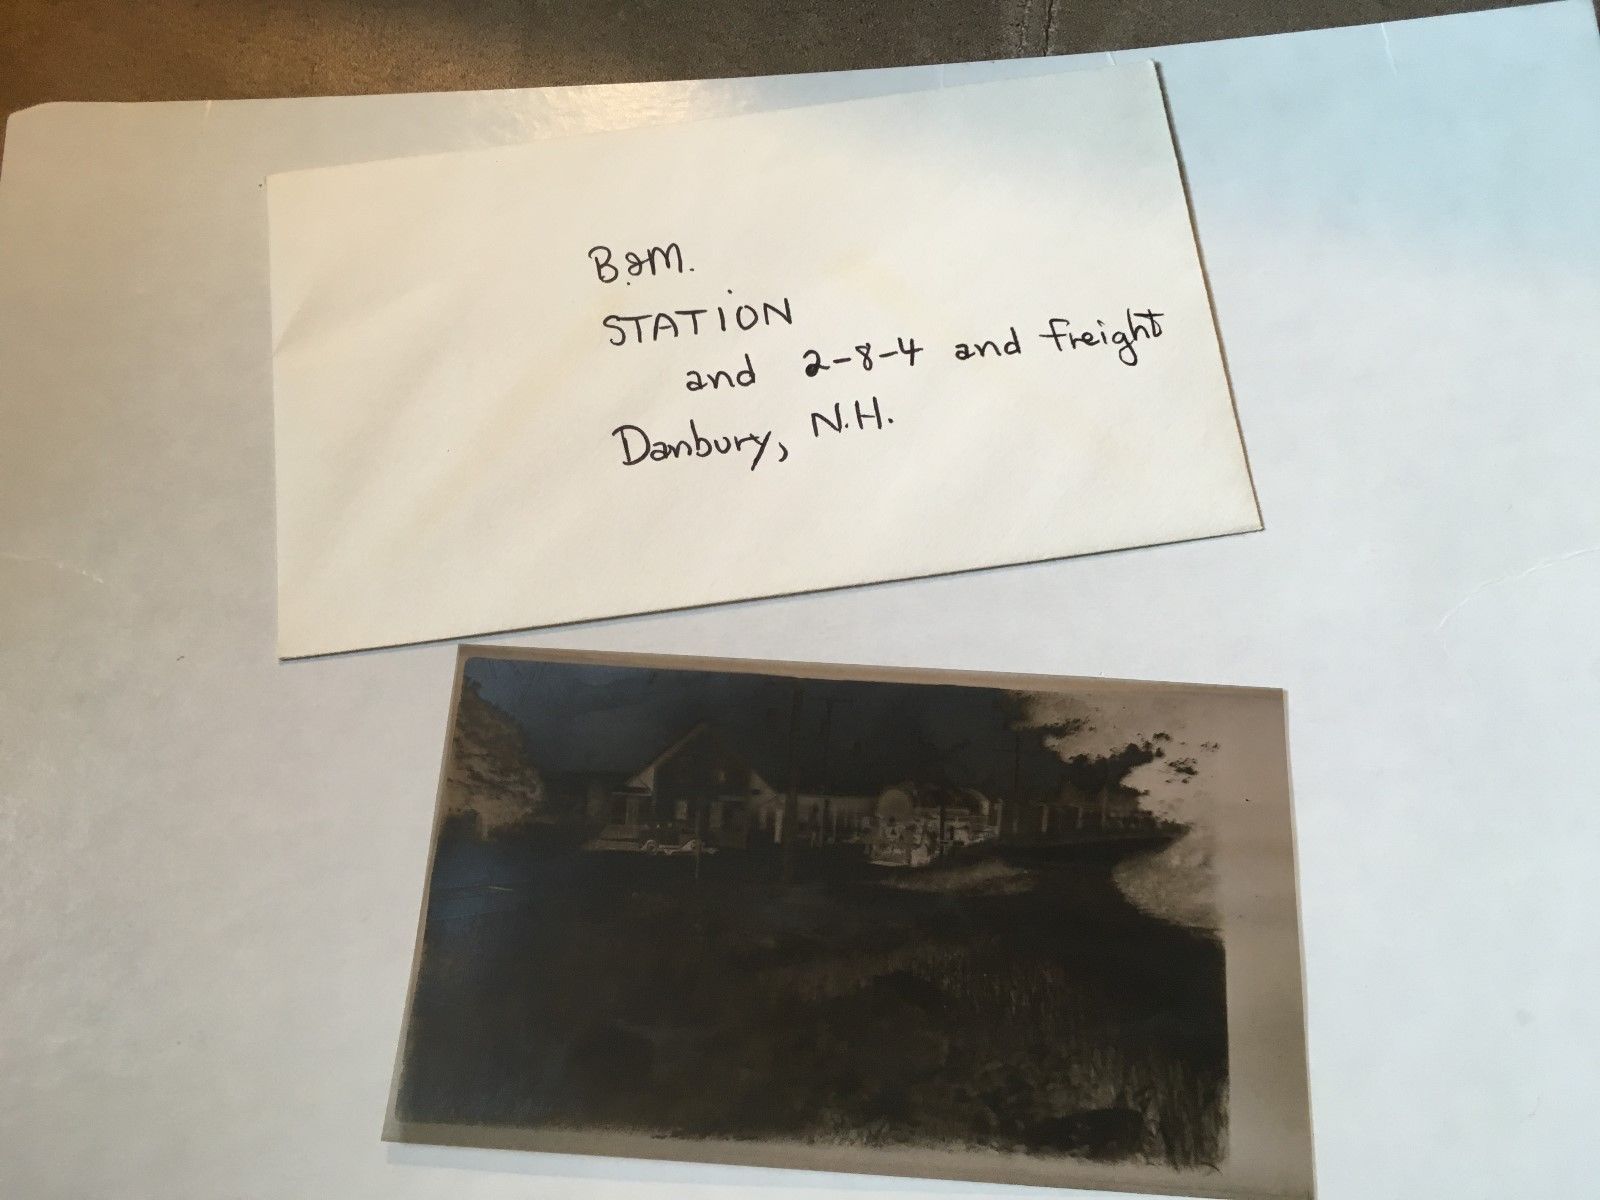 B&M.
STATION
and 2-8-4 and freight
Danbury, N.H.